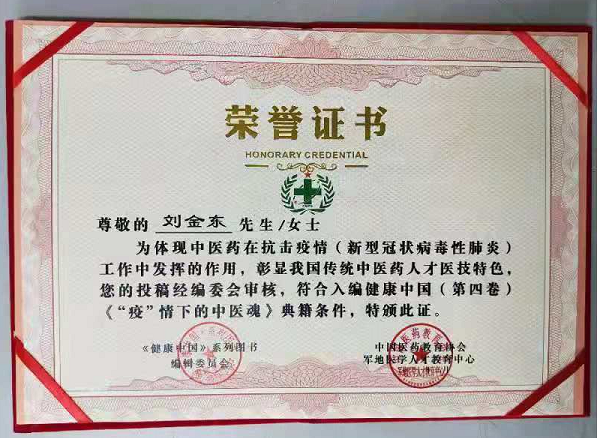 荣誉证书
HONORARY CREDENTIAL
尊敬的 刘金东 先生/女士
为体现中医药在抗击疫情（新型冠状病毒性肺炎）
工作中发挥的作用，彰显我国传统中医药人才医技特色，
您的投稿经编委会审核，符合入编健康中国（第四卷）
《“疫”情下的中医魂》典籍条件，特颁此证。
《健康中国》系列图书
编辑委员会
中国医药教育协会
军地医学人才教育中心